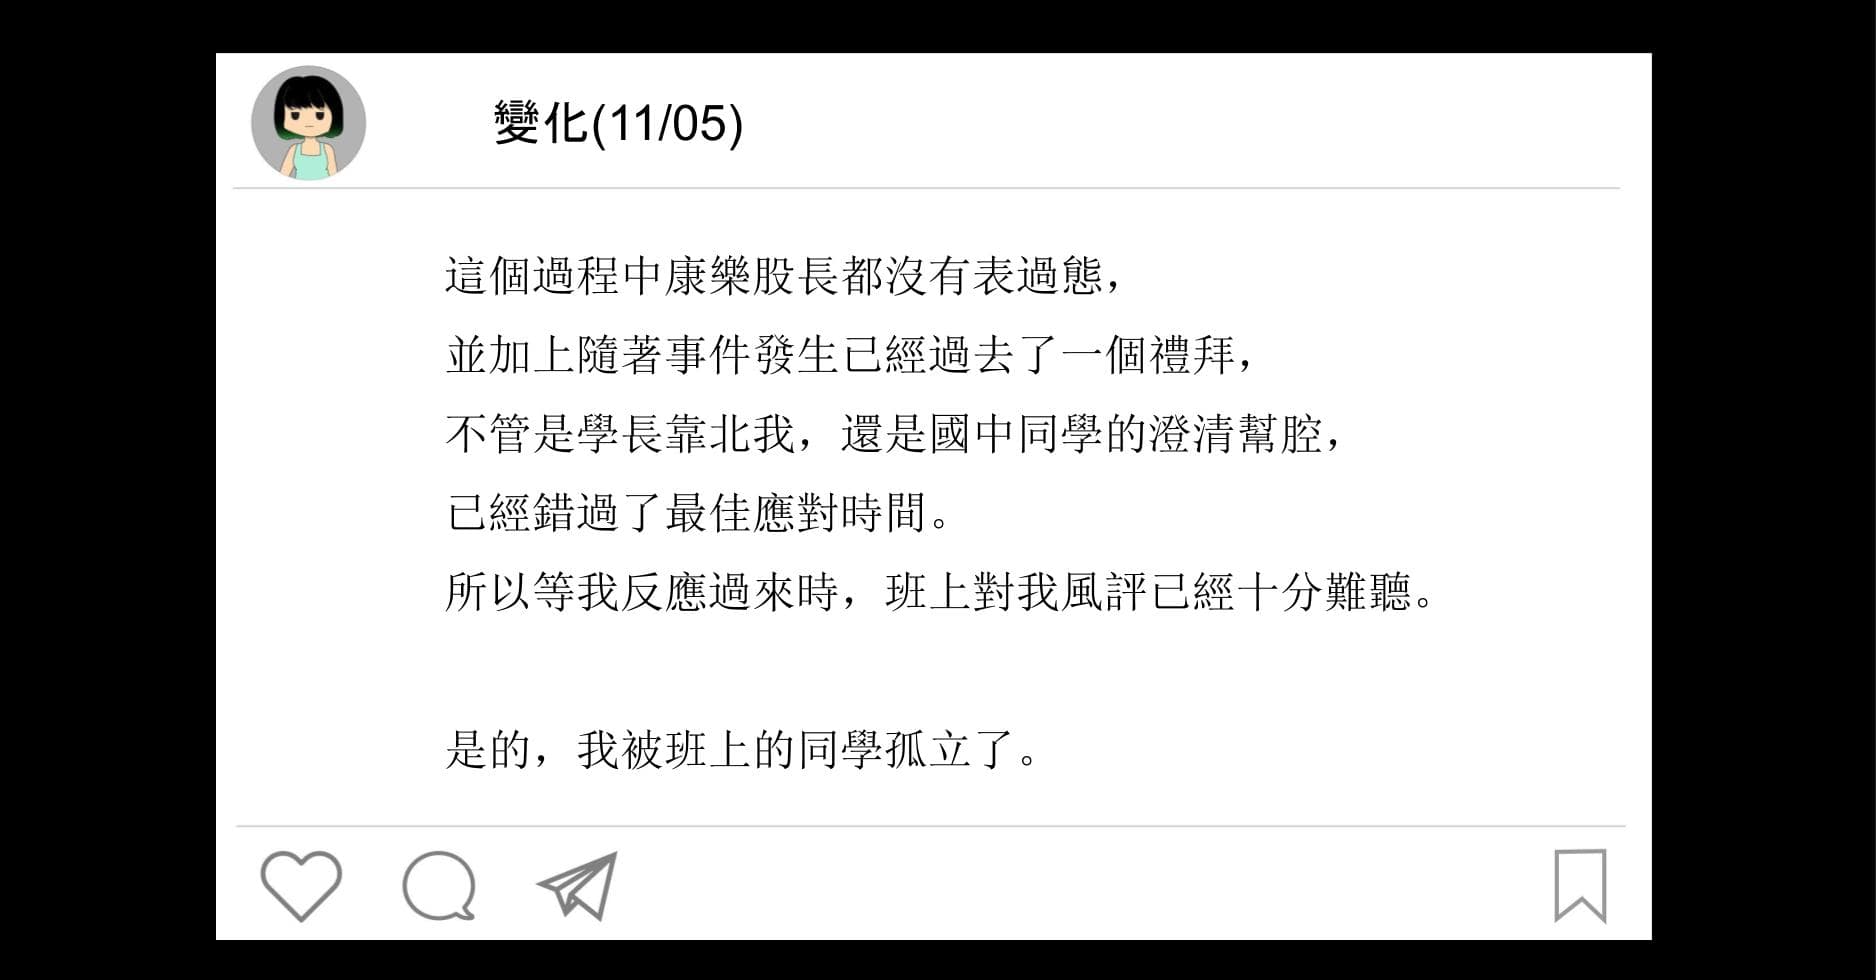 變化(11/05)
這個過程中康樂股長都沒有表過態，
並加上隨著事件發生已經過去了一個禮拜，
不管是學長靠北我，還是國中同學的澄清幫腔，
已經錯過了最佳應對時間。
所以等我反應過來時，班上對我風評已經十分難聽。
是的，我被班上的同學孤立了。